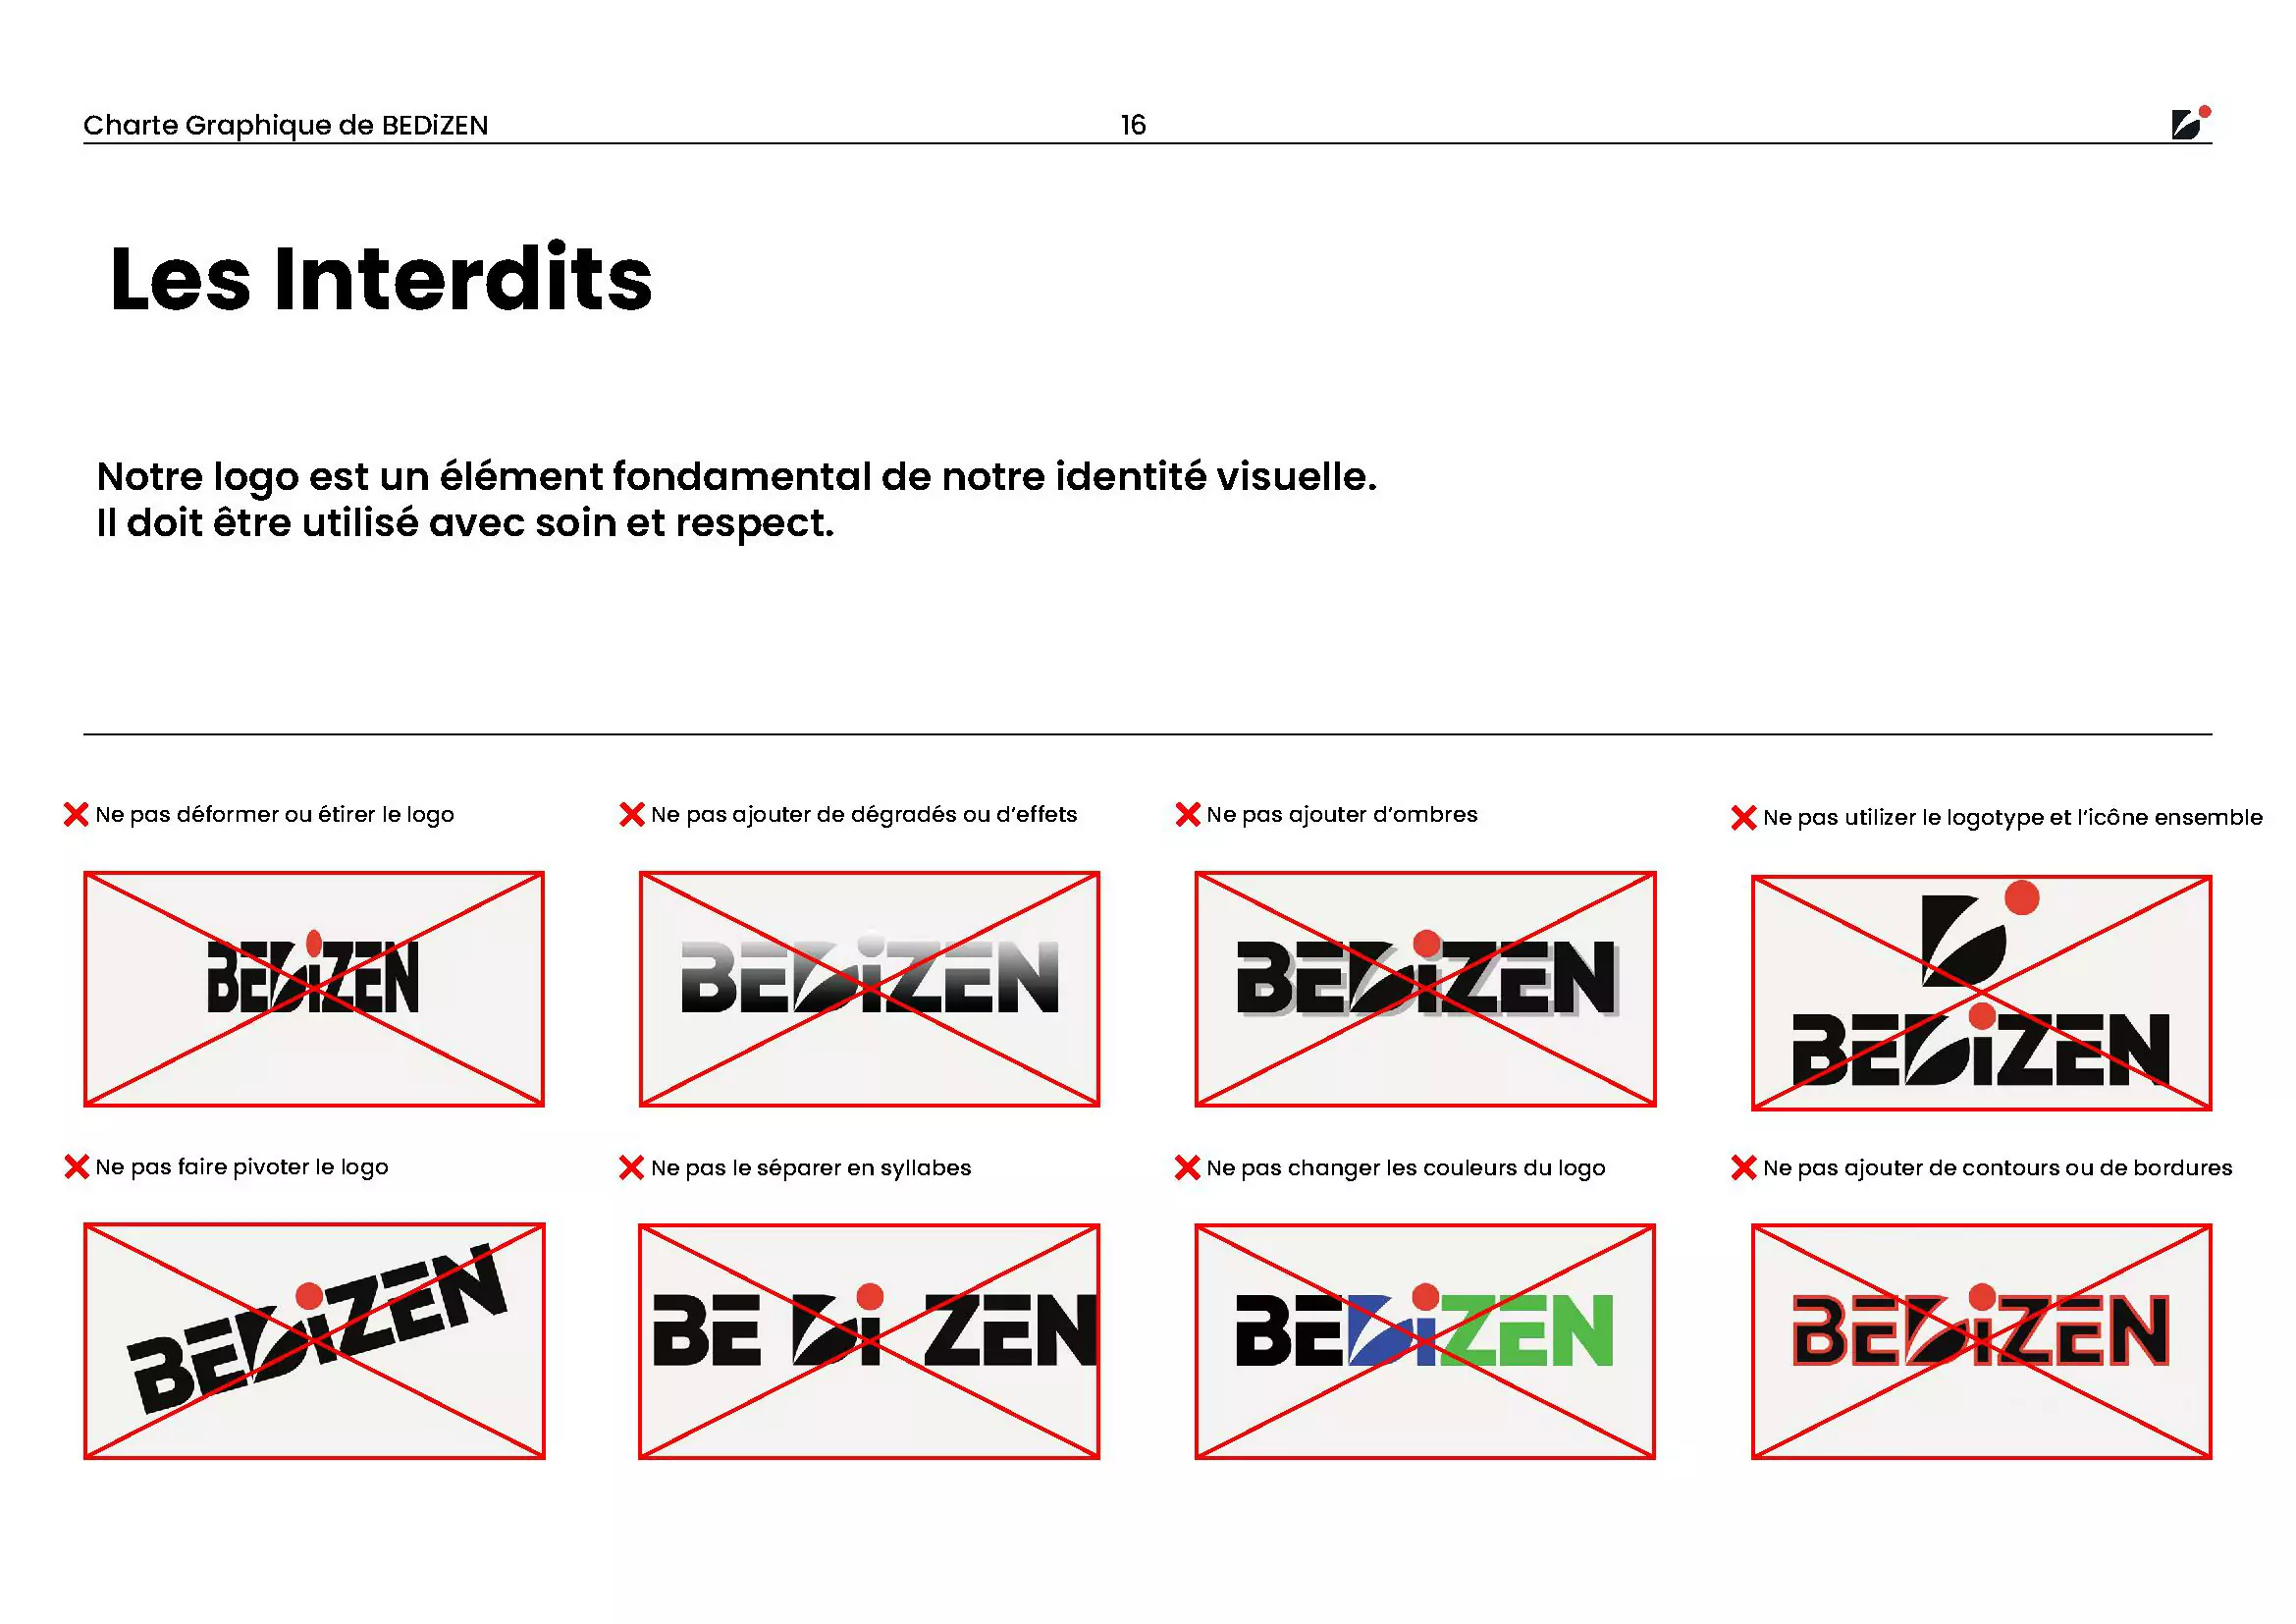 Charte Graphique de BEDiZEN
16
Les Interdits
Notre logo est un élément fondamental de notre identité visuelle.
Il doit être utilisé avec soin et respect.
Ne pas déformer ou étirer le logo
Ne pas ajouter de dégradés ou d’effets
Ne pas ajouter d’ombres
Ne pas utilizer le logotype et l’icône ensemble
BEDiZEN
BEDiZEN
BEDiZEN
BEDiZEN
Ne pas faire pivoter le logo
Ne pas le séparer en syllabes
Ne pas changer les couleurs du logo
Ne pas ajouter de contours ou de bordures
BEDiZEN
BE Di ZEN
BEDiZEN
BEDiZEN